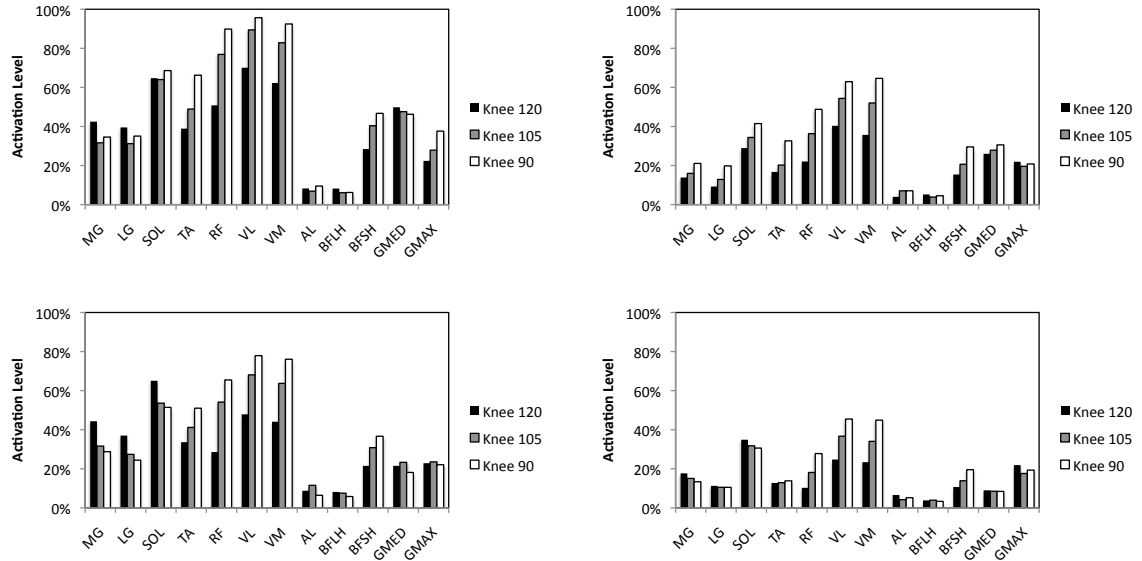 100%
80%
60%
40%
20%
0%
Activation Level
MG LG SOL TA RF VL VM AL BFLH BFSH GMED GMAX
Knee 120
Knee 105
Knee 90
100%
80%
60%
40%
20%
0%
Activation Level
MG LG SOL TA RF VL VM AL BFLH BFSH GMED GMAX
Knee 120
Knee 105
Knee 90
100%
80%
60%
40%
20%
0%
Activation Level
MG LG SOL TA RF VL VM AL BFLH BFSH GMED GMAX
Knee 120
Knee 105
Knee 90
100%
80%
60%
40%
20%
0%
Activation Level
MG LG SOL TA RF VL VM AL BFLH BFSH GMED GMAX
Knee 120
Knee 105
Knee 90